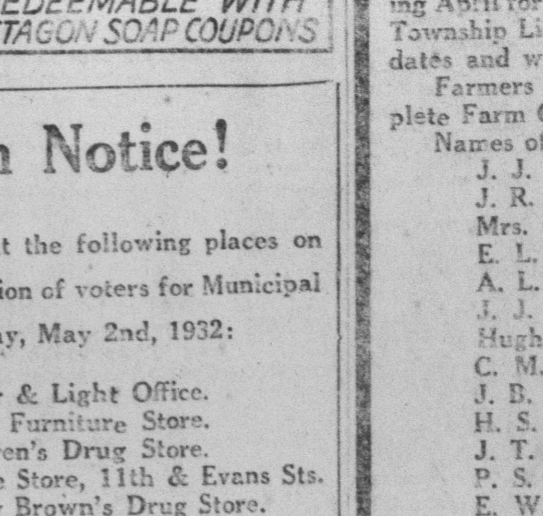 REDEEMABLE WITH
TAGON SOAP COUPONS
n Notice!
t the following places on
ion of voters for Municipal
ay, May 2nd, 1932:
& Light Office.
Furniture Store.
ren's Drug Store.
e Store, 11th & Evans Sts.
Brown's Drug Store.
ing April for
Township Li
dates and w
Farmers
plete Farm
Names of
J. J.
J. R.
Mrs.
E. L.
A. L.
J. J.
Hugh
C. M.
J. B.
H. S.
J. T.
P. S.
E. W